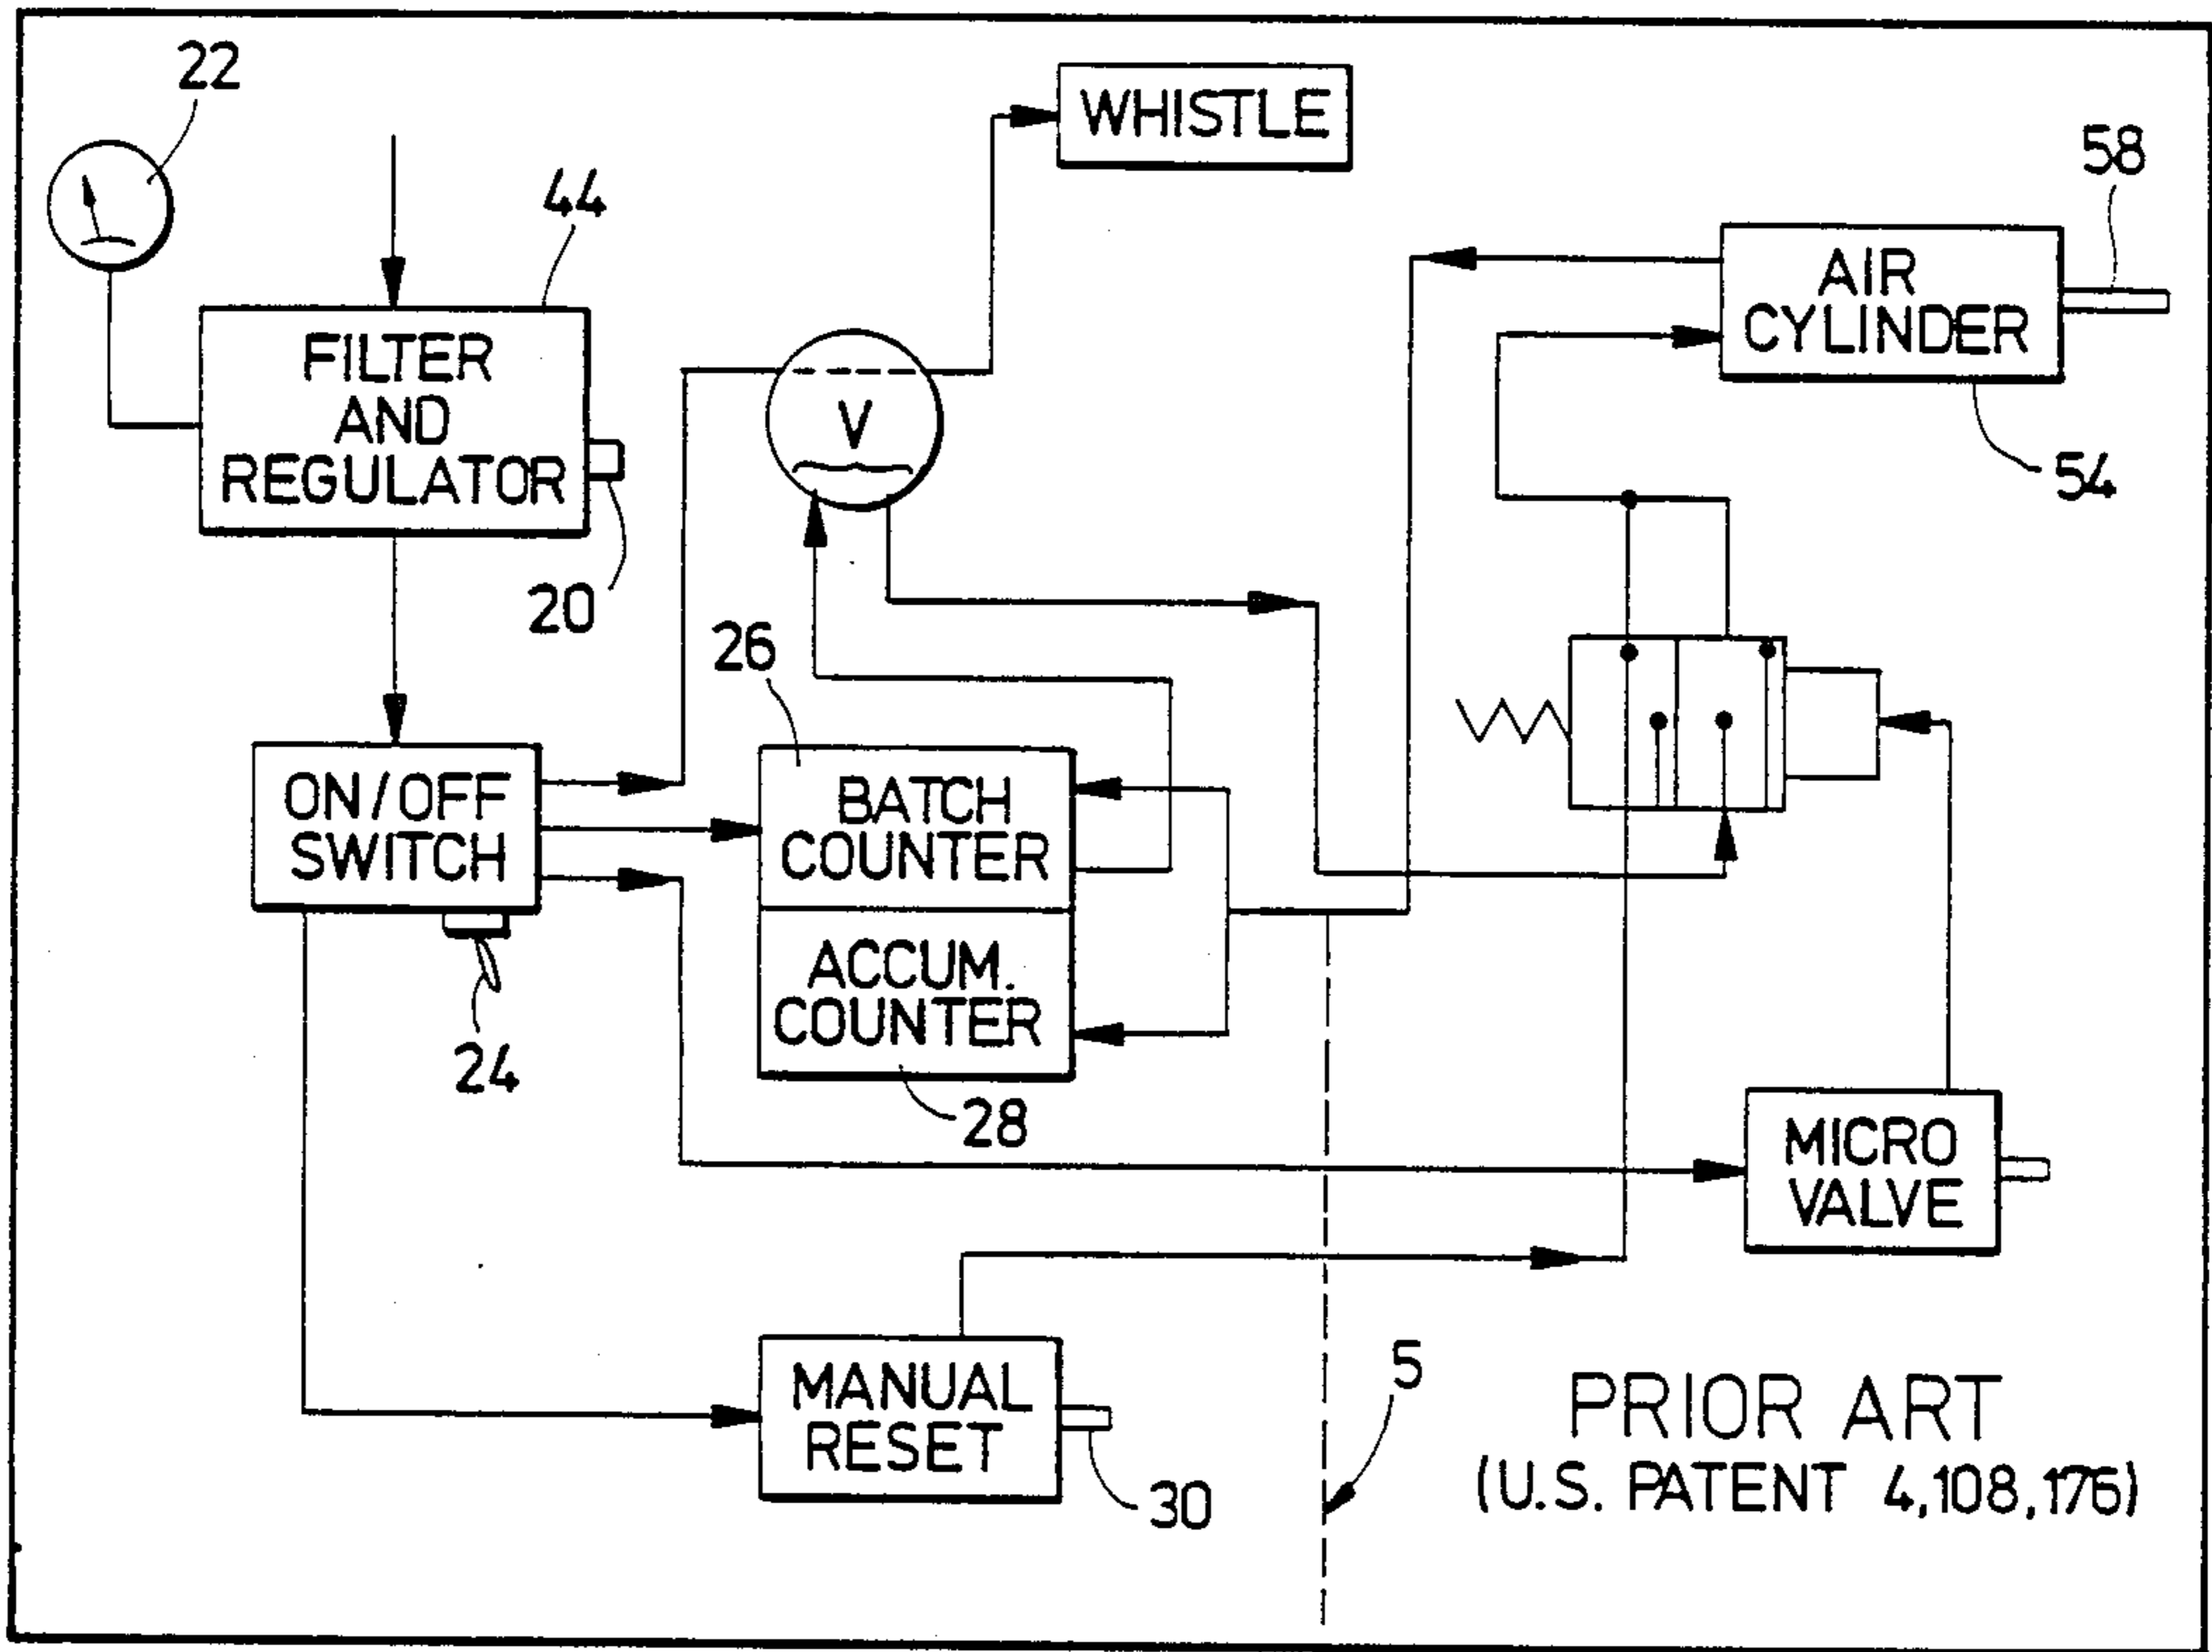 22
WHISTLE
58
44
AIR
CYLINDER
FILTER
AND
REGULATOR
V
54
20
26
ON/OFF
SWITCH
BATCH
COUNTER
ACCUM.
COUNTER
24
28
MICRO
VALVE
MANUAL
RESET
30
5
PRIOR ART
(U.S. PATENT 4,108,176)